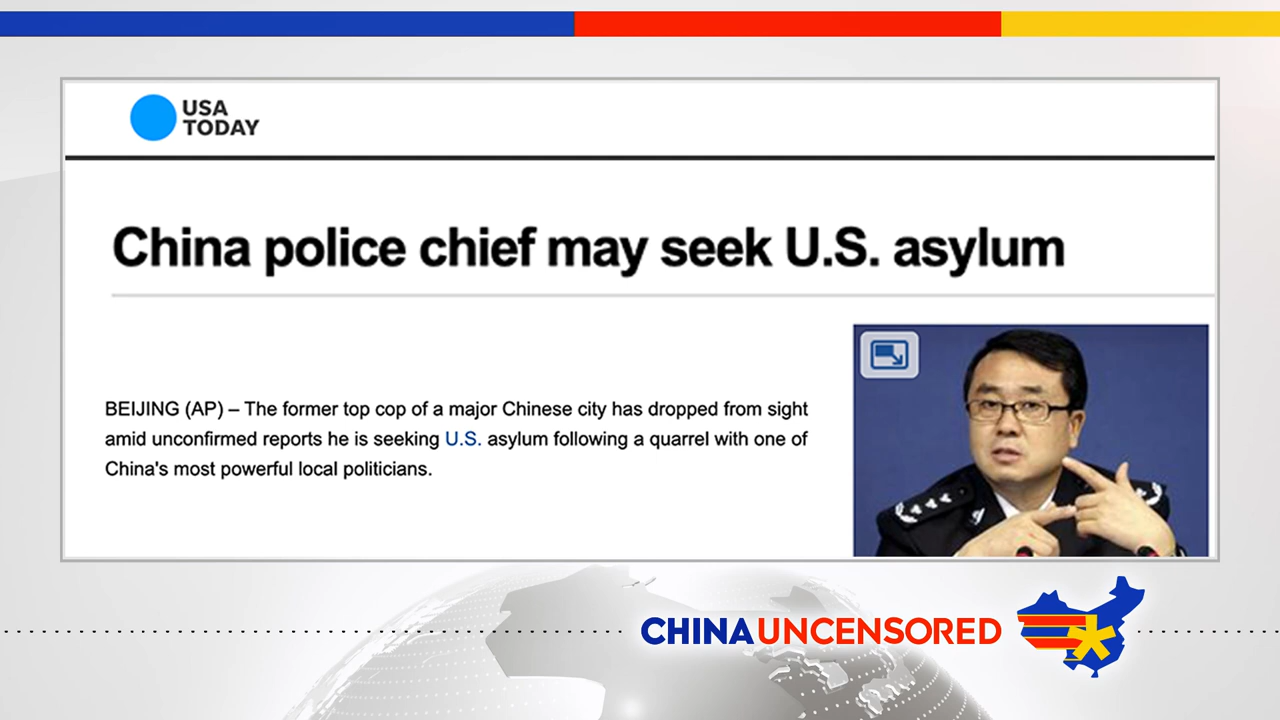 USA
TODAY
China police chief may seek U.S. asylum
BEIJING (AP) – The former top cop of a major Chinese city has dropped from sight
amid unconfirmed reports he is seeking U.S. asylum following a quarrel with one of
China's most powerful local politicians.
CHINAUNCENSORED